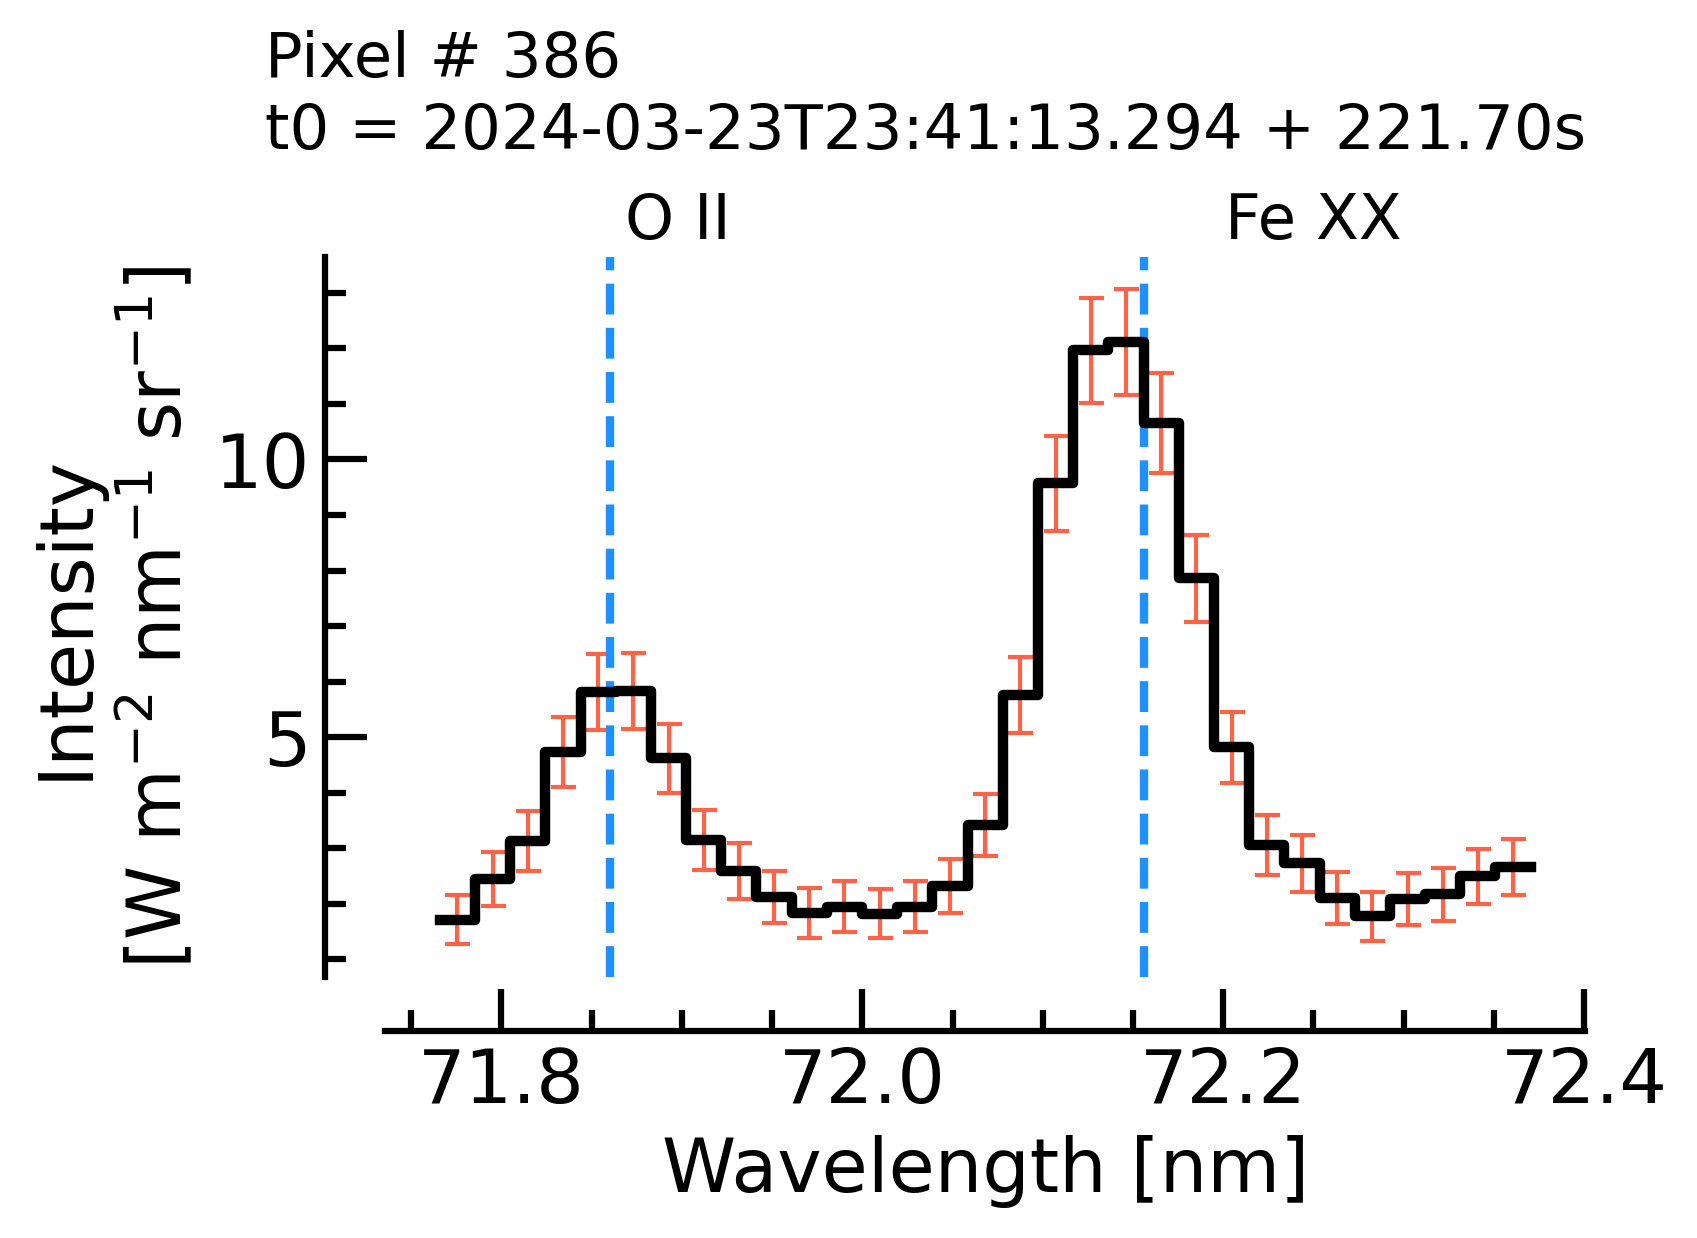 Pixel # 386
t0 = 2024-03-23T23:41:13.294 + 221.70s
O II
Fe XX
Intensity
[W m⁻² nm⁻¹ sr⁻¹]
10
5
71.8 72.0 72.2 72.4
Wavelength [nm]